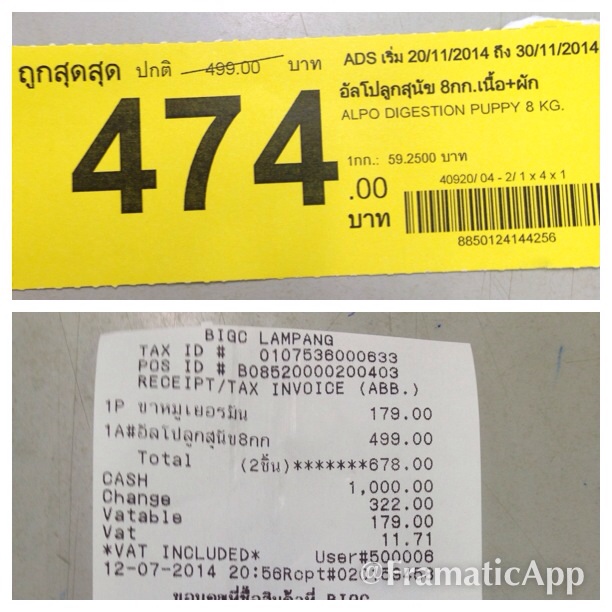 ถูกสุดสุด ปกติ 499.00 บาท
ADS เริ่ม 20/11/2014 ถึง 30/11/2014
อัลโปลูกสุนัข 8กก.เนื้อ+ผัก
ALPO DIGESTION PUPPY 8 KG.
474.00 บาท
1กก.: 59.2500 บาท
40920/ 04 - 2/ 1 x 4 x 1
8850124144256
BIGC LAMPANG
TAX ID # 0107536000633
POS ID # B08520000200403
RECEIPT/TAX INVOICE (ABB.)
1P ขาหมูเยอรมัน 179.00
1A#อัลโปลูกสุนัข8กก 499.00
Total (2ชิ้น)*******678.00
CASH 1,000.00
Change 322.00
Vatable 179.00
Vat 11.71
*VAT INCLUDED* User#500006
12-07-2014 20:56
@FramaticApp